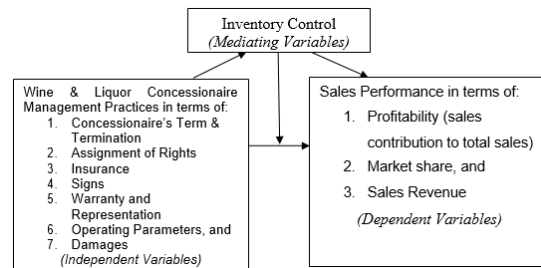 Inventory Control
(Mediating Variables)
Wine & Liquor Concessionaire
Management Practices in terms of:
1. Concessionaire's Term &
Termination
2. Assignment of Rights
3. Insurance
4. Signs
5. Warranty and
Representation
6. Operating Parameters, and
7. Damages
(Independent Variables)
Sales Performance in terms of:
1. Profitability (sales
contribution to total sales)
2. Market share, and
3. Sales Revenue
(Dependent Variables)